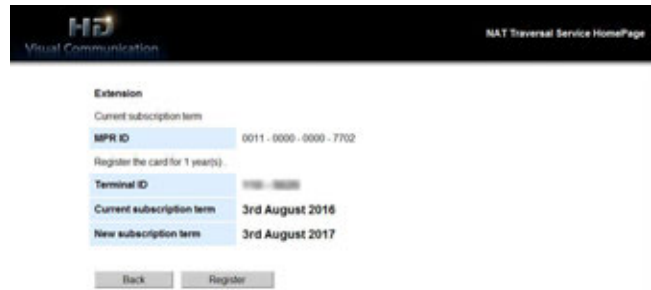 HD
Visual Communication
NAT Traversal Service HomePage
Extension
Current subscription term
MPR ID 0011 - 0000 - 0000 - 7702
Register the card for 1 year(s) .
Terminal ID
Current subscription term 3rd August 2016
New subscription term 3rd August 2017
Back Register